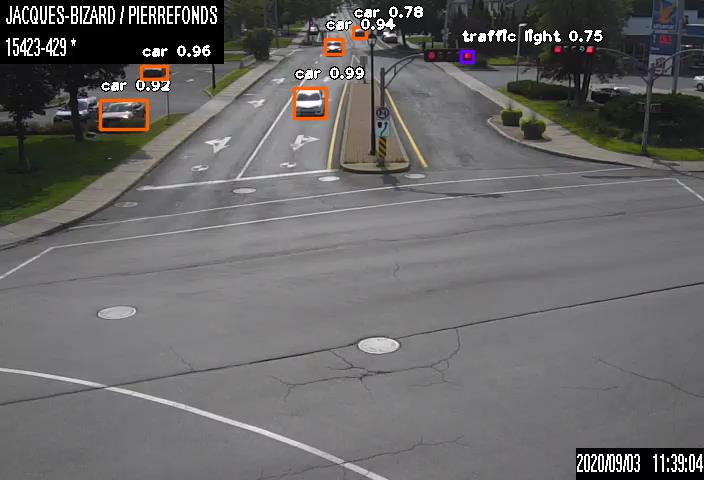 JACQUES-BIZARD / PIERREFONDS
15423-429 *
car 0.78
car 0.94
traffic light 0.75
car 0.96
car 0.99
car 0.92
2020/09/03 11:39:04